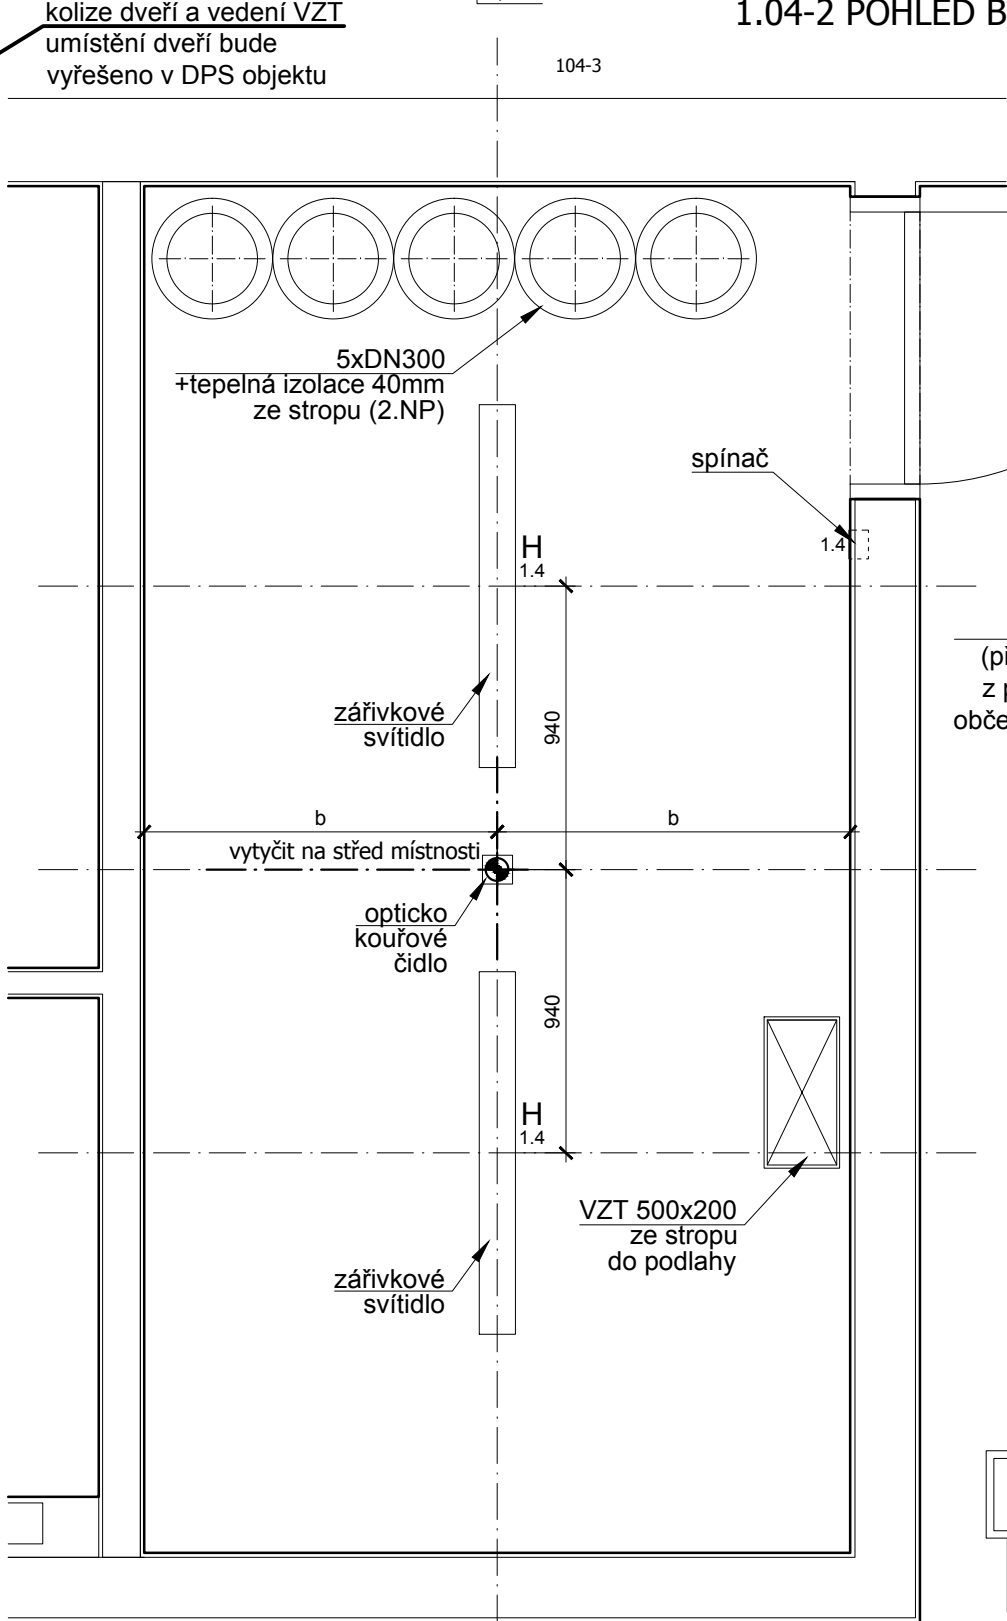 kolize dveří a vedení VZT
umístění dveří bude
vyřešeno v DPS objektu
1.04-2 POHLED B
104-3
5xDN300
+tepelná izolace 40mm
ze stropu (2.NP)
spínač
1.4
H
1.4
zářivkové
svítidlo
940
(př
z p
obče
b
b
vytyčit na střed místnosti
opticko
kouřové
čidlo
940
H
1.4
VZT 500x200
ze stropu
do podlahy
zářivkové
svítidlo